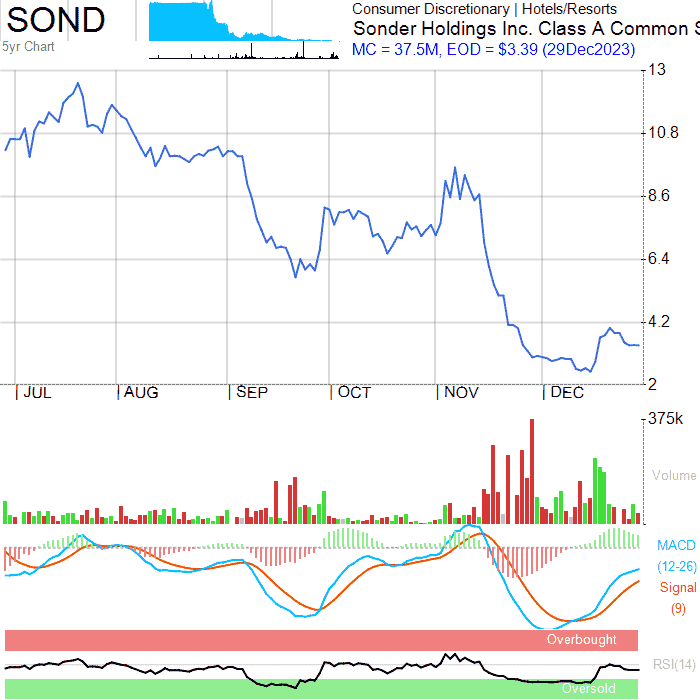 SOND
5yr Chart
Consumer Discretionary | Hotels/Resorts
Sonder Holdings Inc. Class A Common S
MC = 37.5M, EOD = $3.39 (29Dec2023)
13
10.8
8.6
6.4
4.2
2
|JUL |AUG |SEP |OCT |NOV |DEC
375k
Volume
MACD
(12-26)
Signal
(9)
Overbought
RSI(14)
Oversold